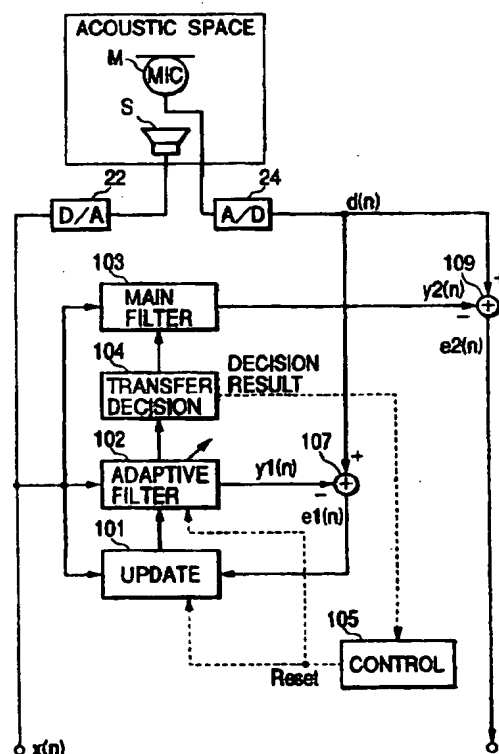 ACOUSTIC SPACE
M
MIC
S
22
D/A
24
A/D
d(n)
103
MAIN
FILTER
109
+
y2(n)
−
+
e2(n)
104
TRANSFER
DECISION
DECISION
RESULT
102
ADAPTIVE
FILTER
y1(n)
107
+
−
+
e1(n)
101
UPDATE
105
CONTROL
Reset
x(n)